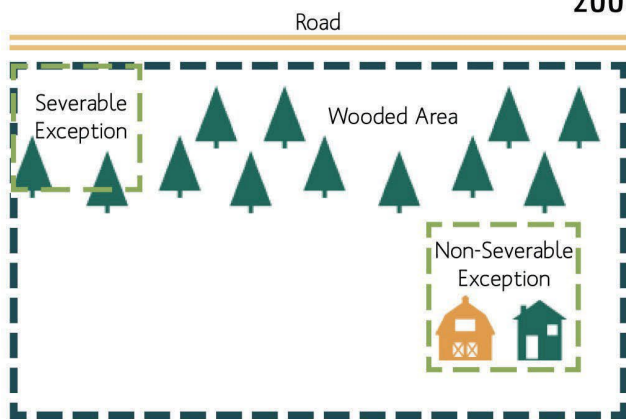 200
Road
Severable
Exception
Wooded Area
Non-Severable
Exception